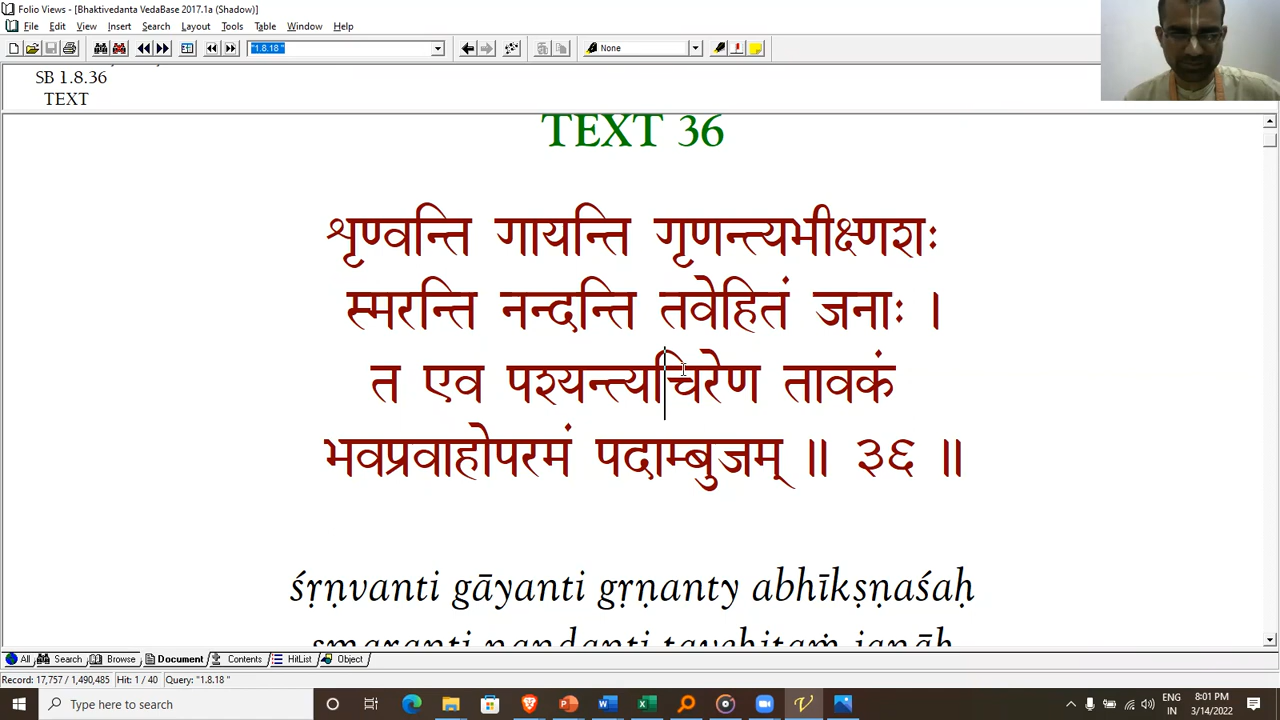 Folio Views - [Bhaktivedanta VedaBase 2017.1a (Shadow)]
File Edit View Insert Search Layout Tools Table Window Help
"1.8.18 " None
SB 1.8.36
TEXT
TEXT 36
शृण्वन्ति गायन्ति गृणन्त्यभीक्ष्णशः
स्मरन्ति नन्दन्ति तवेहितं जनाः ।
त एव पश्यन्त्यचिरेण तावकं
भवप्रवाहोपरमं पदाम्बुजम् ॥ ३६ ॥
śṛṇvanti gāyanti gṛṇanty abhīkṣṇaśaḥ
smaranti nandanti tavehitaṁ janāḥ
All Search Browse Document Contents HitList Object
Record: 17,757 / 1,490,485 Hit: 1 / 40 Query: "1.8.18 "
Type here to search
ENG 8:01 PM
IN 3/14/2022